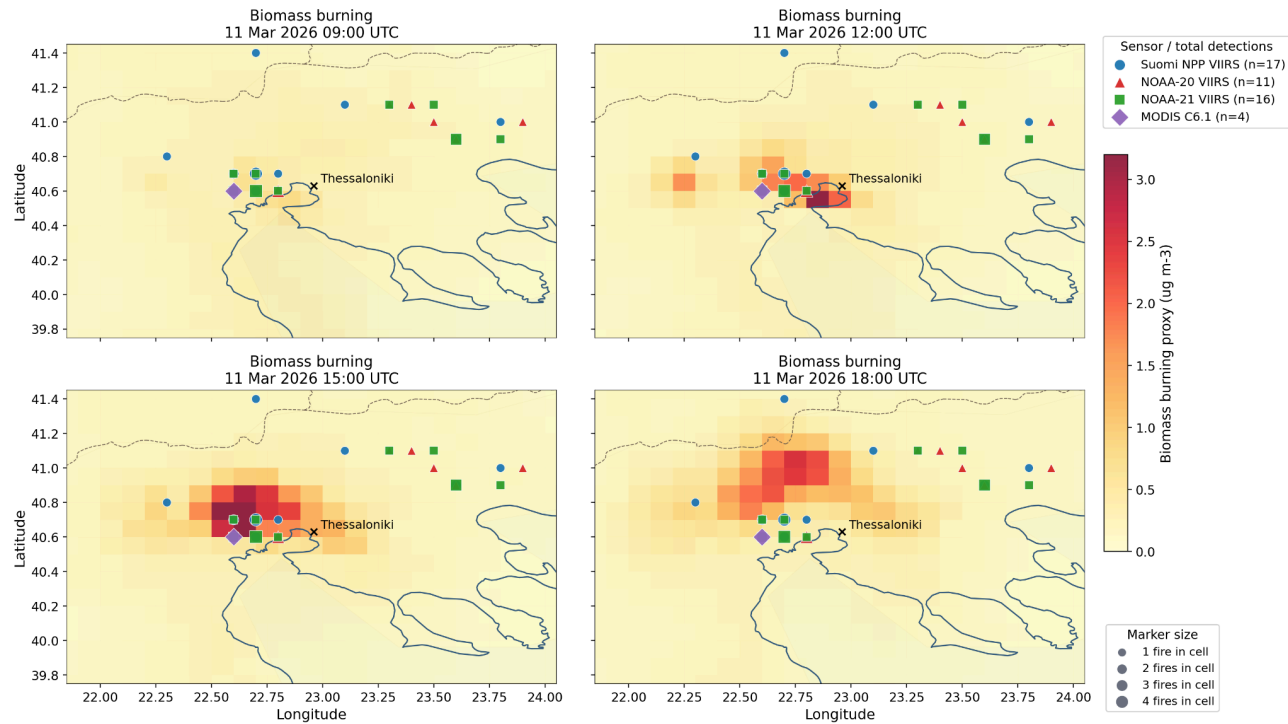 Biomass burning
11 Mar 2026 09:00 UTC
Biomass burning
11 Mar 2026 12:00 UTC
Sensor / total detections
Suomi NPP VIIRS (n=17)
NOAA-20 VIIRS (n=11)
NOAA-21 VIIRS (n=16)
MODIS C6.1 (n=4)
Latitude
41.4
41.2
41.0
40.8
40.6
40.4
40.2
40.0
39.8
Thessaloniki
Thessaloniki
Biomass burning
11 Mar 2026 15:00 UTC
Biomass burning
11 Mar 2026 18:00 UTC
Latitude
41.4
41.2
41.0
40.8
40.6
40.4
40.2
40.0
39.8
Thessaloniki
Thessaloniki
22.00
22.25
22.50
22.75
23.00
23.25
23.50
23.75
24.00
Longitude
22.00
22.25
22.50
22.75
23.00
23.25
23.50
23.75
24.00
Longitude
3.0
2.5
2.0
1.5
1.0
0.5
0.0
Biomass burning proxy (ug m-3)
Marker size
1 fire in cell
2 fires in cell
3 fires in cell
4 fires in cell